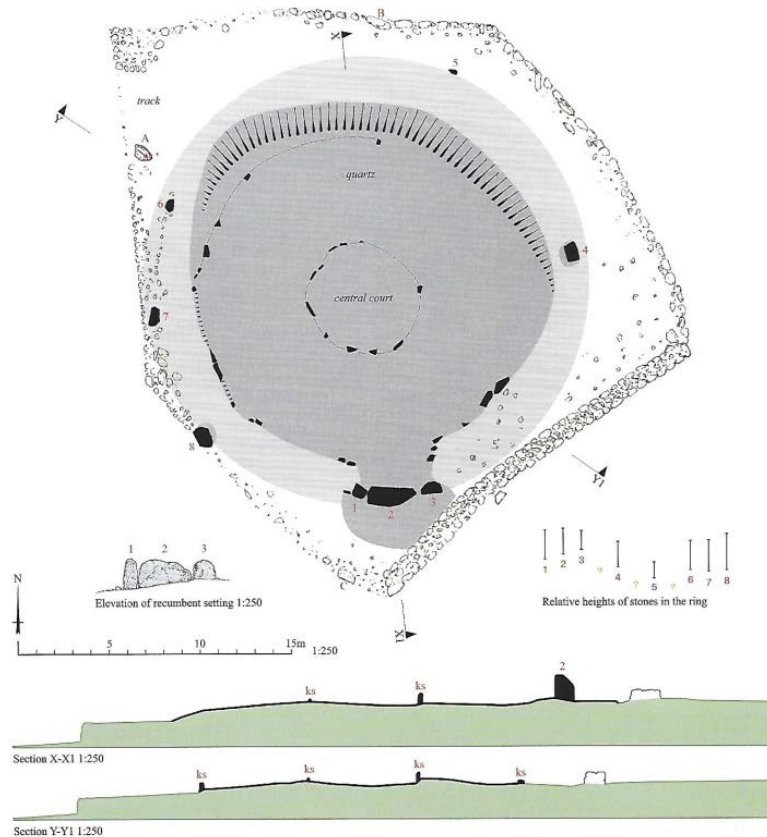 B
X
5
track
Y
A
quartz
6
4
central court
7
8
1
2
3
Y1
1 2 3
Elevation of recumbent setting 1:250
1
2
3
?
4
?
5
?
6
7
8
Relative heights of stones in the ring
N
X1
5 10 15m 1:250
2
ks ks
Section X-X1 1:250
ks ks ks ks
Section Y-Y1 1:250